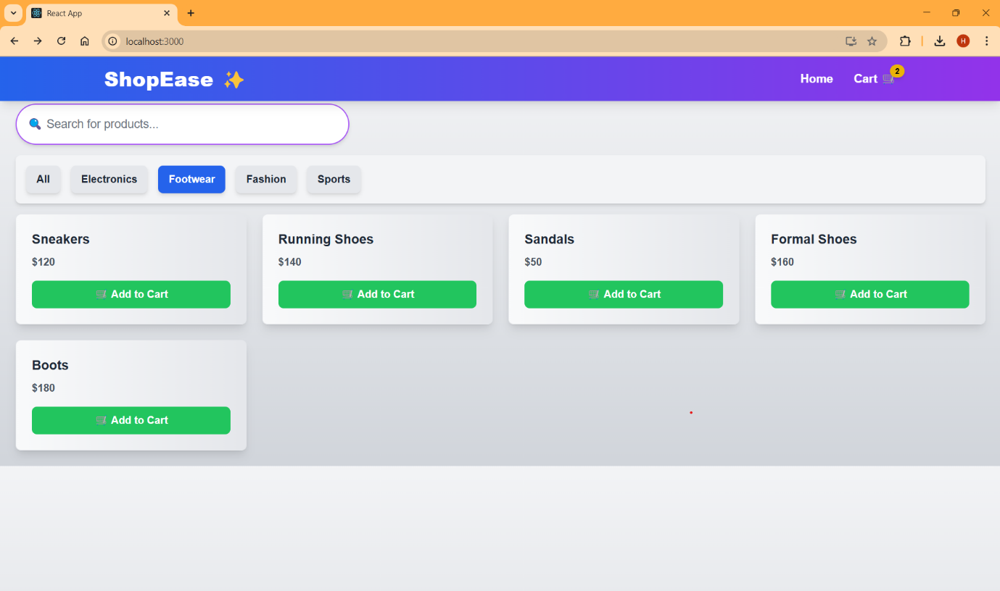 React App
localhost:3000
H
ShopEase ✨
Home Cart 🛒 2
🔍 Search for products...
All Electronics Footwear Fashion Sports
Sneakers Running Shoes Sandals Formal Shoes
$120 $140 $50 $160
🛒 Add to Cart 🛒 Add to Cart 🛒 Add to Cart 🛒 Add to Cart
Boots
$180
🛒 Add to Cart